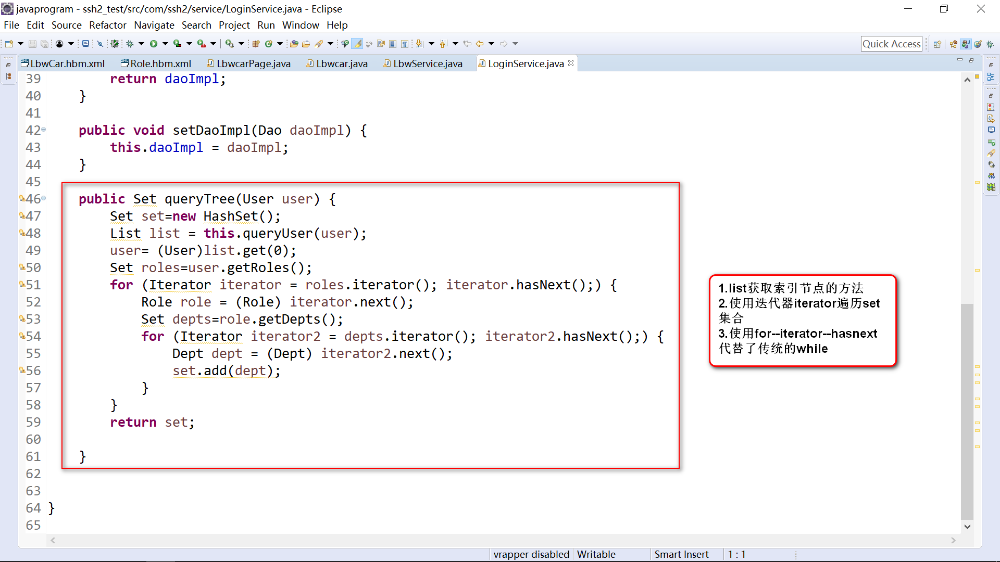 javaprogram - ssh2_test/src/com/ssh2/service/LoginService.java - Eclipse
File Edit Source Refactor Navigate Search Project Run Window Help
Quick Access
LbwCar.hbm.xml Role.hbm.xml LbwcarPage.java Lbwcar.java LbwService.java LoginService.java
39 return daoImpl;
40 }
41
42 public void setDaoImpl(Dao daoImpl) {
43 this.daoImpl = daoImpl;
44 }
45
46 public Set queryTree(User user) {
47 Set set=new HashSet();
48 List list = this.queryUser(user);
49 user= (User)list.get(0);
50 Set roles=user.getRoles();
51 for (Iterator iterator = roles.iterator(); iterator.hasNext();) {
52 Role role = (Role) iterator.next();
53 Set depts=role.getDepts();
54 for (Iterator iterator2 = depts.iterator(); iterator2.hasNext();) {
55 Dept dept = (Dept) iterator2.next();
56 set.add(dept);
57 }
58 }
59 return set;
60
61 }
62
63
64 }
65
1.list获取索引节点的方法
2.使用迭代器iterator遍历set
集合
3.使用for--iterator--hasnext
代替了传统的while
vrapper disabled Writable Smart Insert 1 : 1